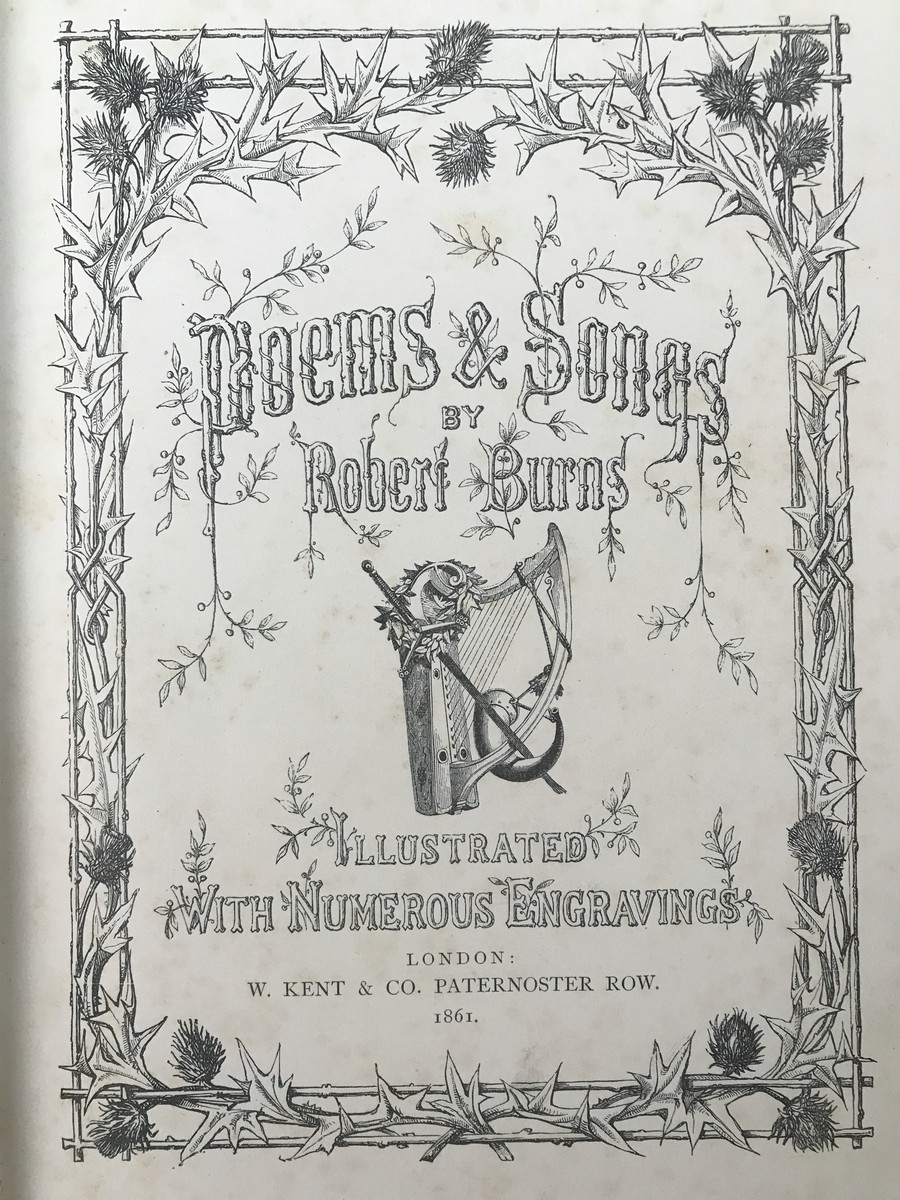 Poems & Songs
BY
Robert Burns
ILLUSTRATED
WITH NUMEROUS ENGRAVINGS
LONDON:
W. KENT & CO. PATERNOSTER ROW.
1861.